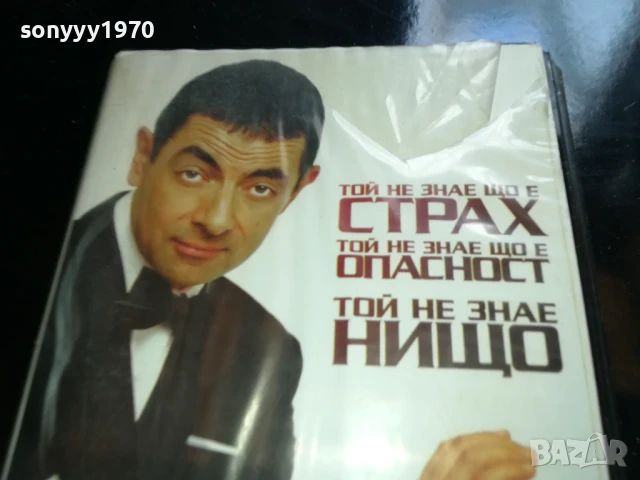 sonyyy1970
ТОЙ НЕ ЗНАЕ ЩО Е
СТРАХ
ТОЙ НЕ ЗНАЕ ЩО Е
ОПАСНОСТ
ТОЙ НЕ ЗНАЕ
НИЩО
BAZAR